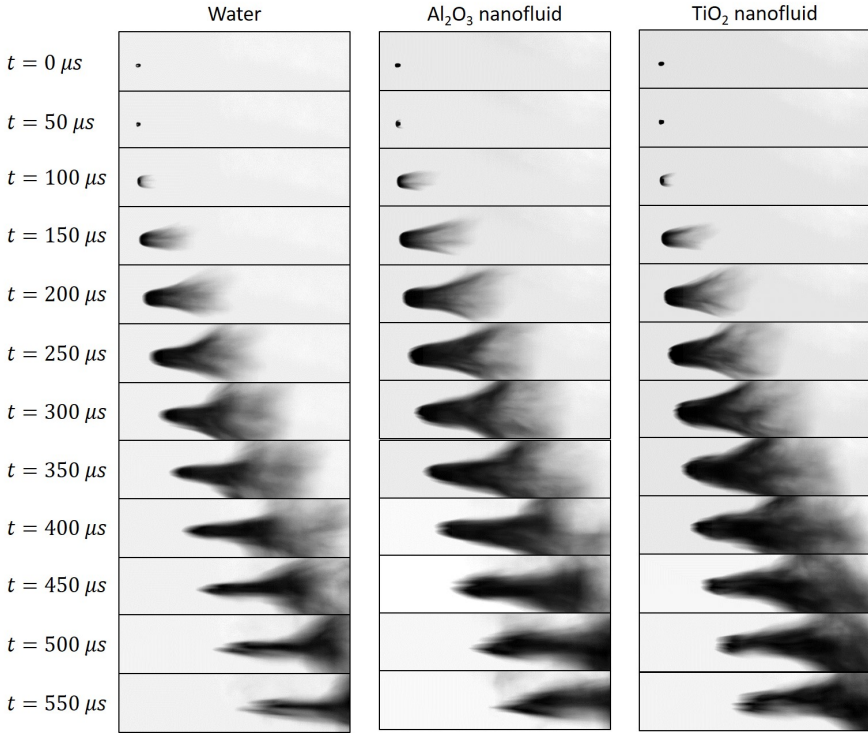 Water Al₂O₃ nanofluid TiO₂ nanofluid
t = 0 μs
t = 50 μs
t = 100 μs
t = 150 μs
t = 200 μs
t = 250 μs
t = 300 μs
t = 350 μs
t = 400 μs
t = 450 μs
t = 500 μs
t = 550 μs